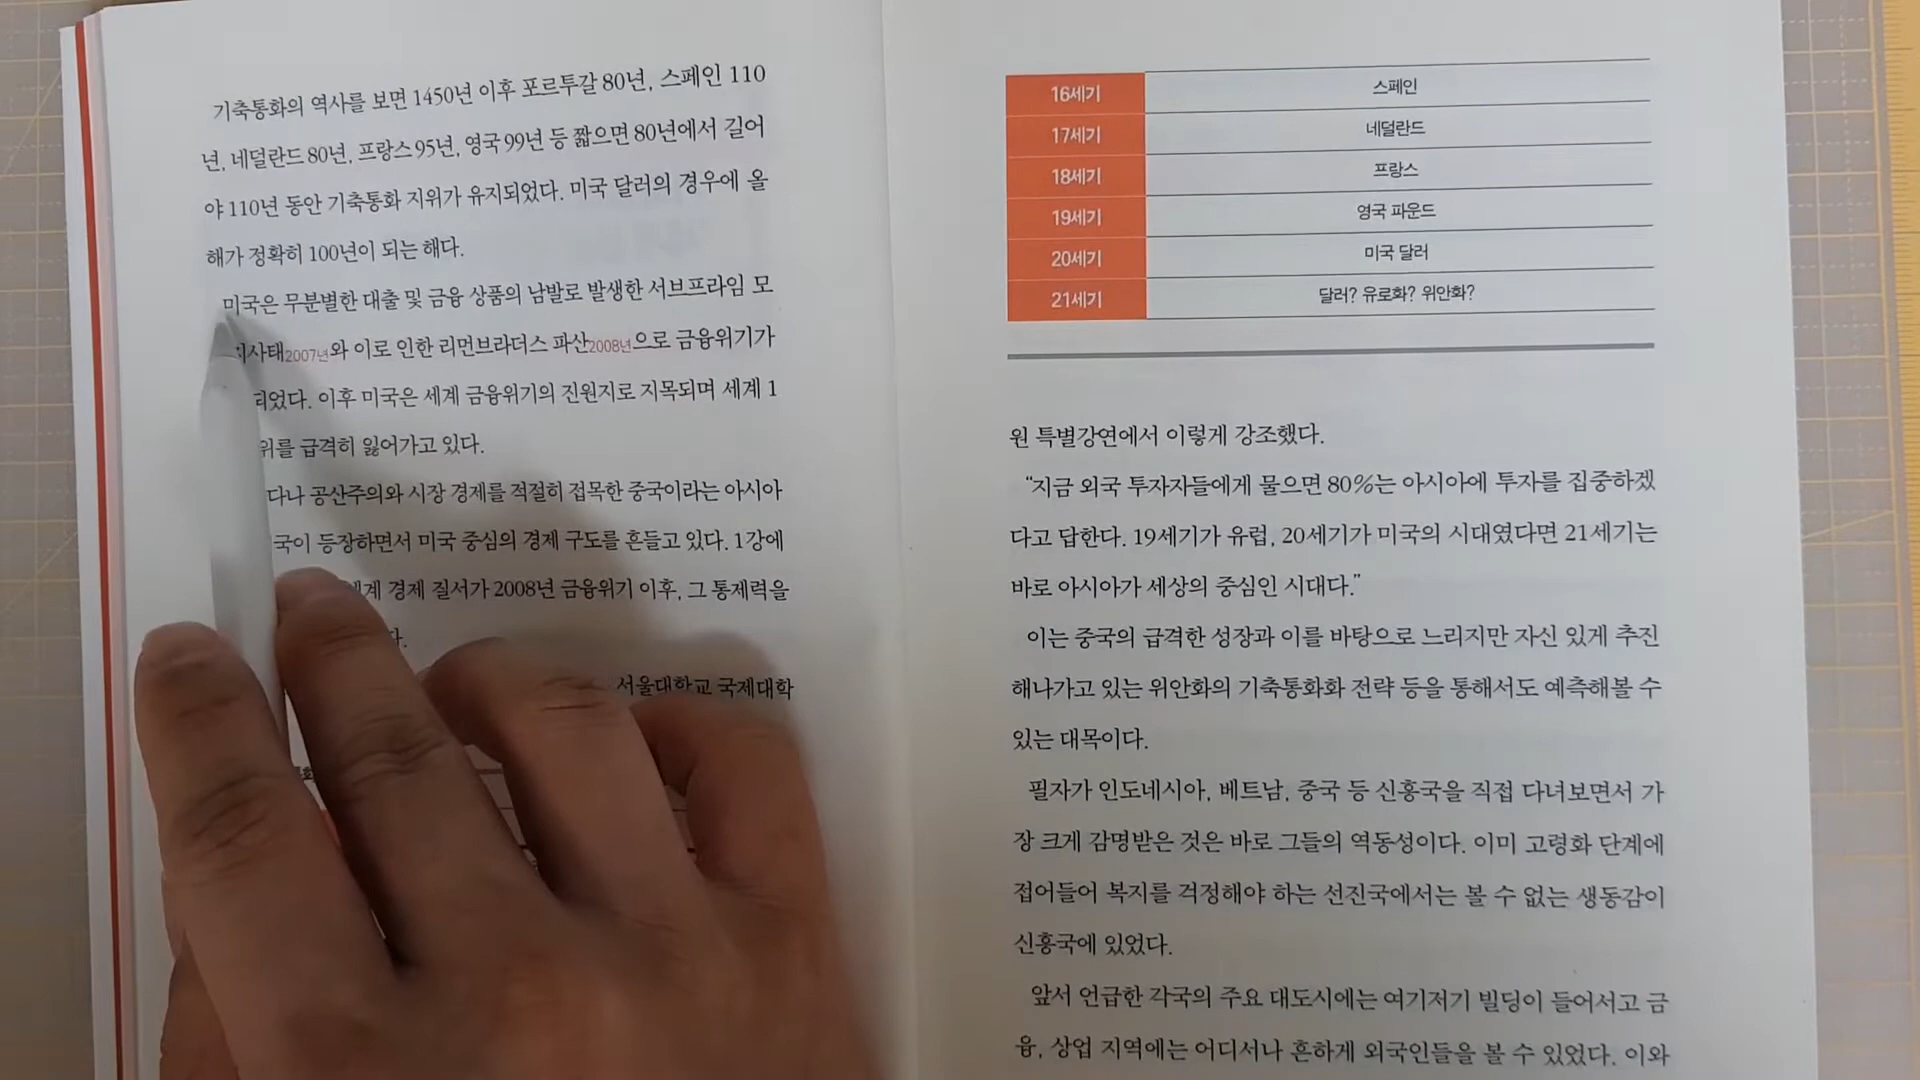 기축통화의 역사를 보면 1450년 이후 포르투갈 80년, 스페인 110
년, 네덜란드 80년, 프랑스 95년, 영국 99년 등 짧으면 80년에서 길어
야 110년 동안 기축통화 지위가 유지되었다. 미국 달러의 경우에 올
해가 정확히 100년이 되는 해다.
미국은 무분별한 대출 및 금융 상품의 남발로 발생한 서브프라임 모
사태2007년와 이로 인한 리먼브라더스 파산2008년으로 금융위기가
되었다. 이후 미국은 세계 금융위기의 진원지로 지목되며 세계 1
위를 급격히 잃어가고 있다.
다나 공산주의와 시장 경제를 적절히 접목한 중국이라는 아시아
국이 등장하면서 미국 중심의 경제 구도를 흔들고 있다. 1강에
세계 경제 질서가 2008년 금융위기 이후, 그 통제력을
다.
서울대학교 국제대학
16세기 스페인
17세기 네덜란드
18세기 프랑스
19세기 영국 파운드
20세기 미국 달러
21세기 달러? 유로화? 위안화?
원 특별강연에서 이렇게 강조했다.
“지금 외국 투자자들에게 물으면 80%는 아시아에 투자를 집중하겠
다고 답한다. 19세기가 유럽, 20세기가 미국의 시대였다면 21세기는
바로 아시아가 세상의 중심인 시대다.”
이는 중국의 급격한 성장과 이를 바탕으로 느리지만 자신 있게 추진
해나가고 있는 위안화의 기축통화화 전략 등을 통해서도 예측해볼 수
있는 대목이다.
필자가 인도네시아, 베트남, 중국 등 신흥국을 직접 다녀보면서 가
장 크게 감명받은 것은 바로 그들의 역동성이다. 이미 고령화 단계에
접어들어 복지를 걱정해야 하는 선진국에서는 볼 수 없는 생동감이
신흥국에 있었다.
앞서 언급한 각국의 주요 대도시에는 여기저기 빌딩이 들어서고 금
융, 상업 지역에는 어디서나 흔하게 외국인들을 볼 수 있었다. 이와